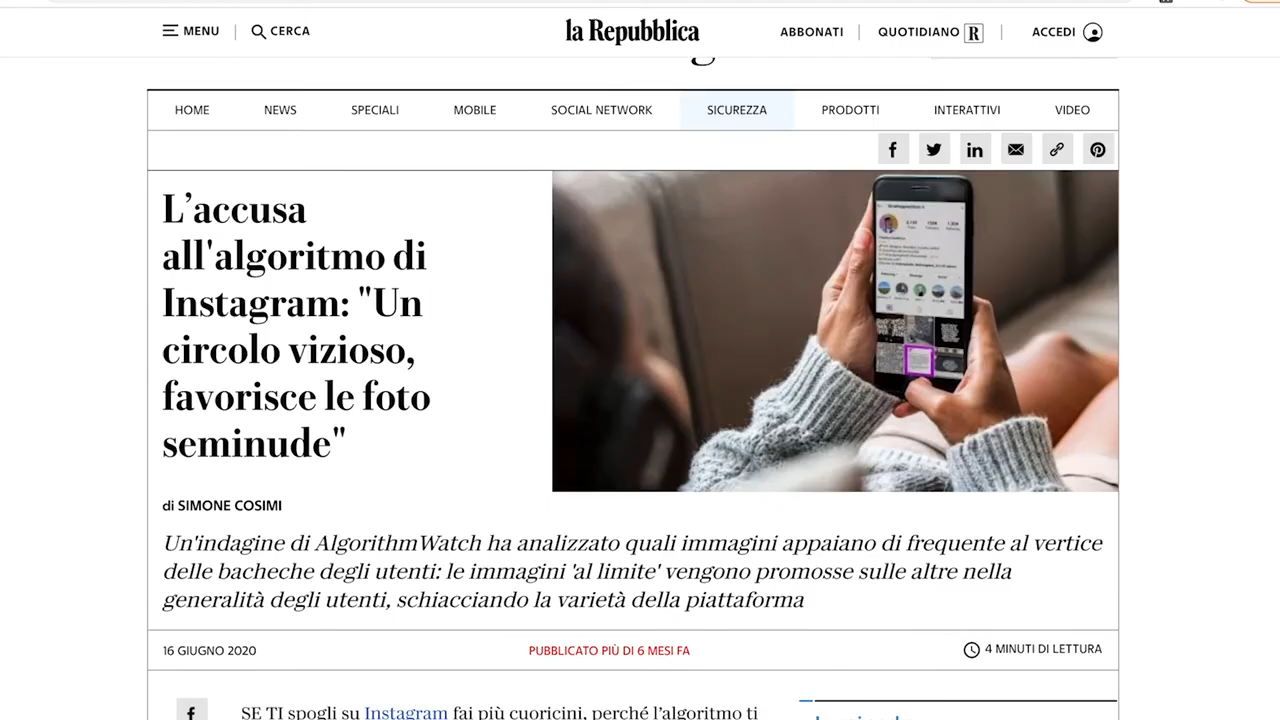 MENU
CERCA
la Repubblica
ABBONATI
QUOTIDIANO R
ACCEDI
HOME
NEWS
SPECIALI
MOBILE
SOCIAL NETWORK
SICUREZZA
PRODOTTI
INTERATTIVI
VIDEO
L’accusa
all'algoritmo di
Instagram: "Un
circolo vizioso,
favorisce le foto
seminude"
di SIMONE COSIMI
Un'indagine di AlgorithmWatch ha analizzato quali immagini appaiano di frequente al vertice
delle bacheche degli utenti: le immagini 'al limite' vengono promosse sulle altre nella
generalità degli utenti, schiacciando la varietà della piattaforma
16 GIUGNO 2020
PUBBLICATO PIÙ DI 6 MESI FA
4 MINUTI DI LETTURA
SE TI spogli su Instagram fai più cuoricini, perché l’algoritmo ti